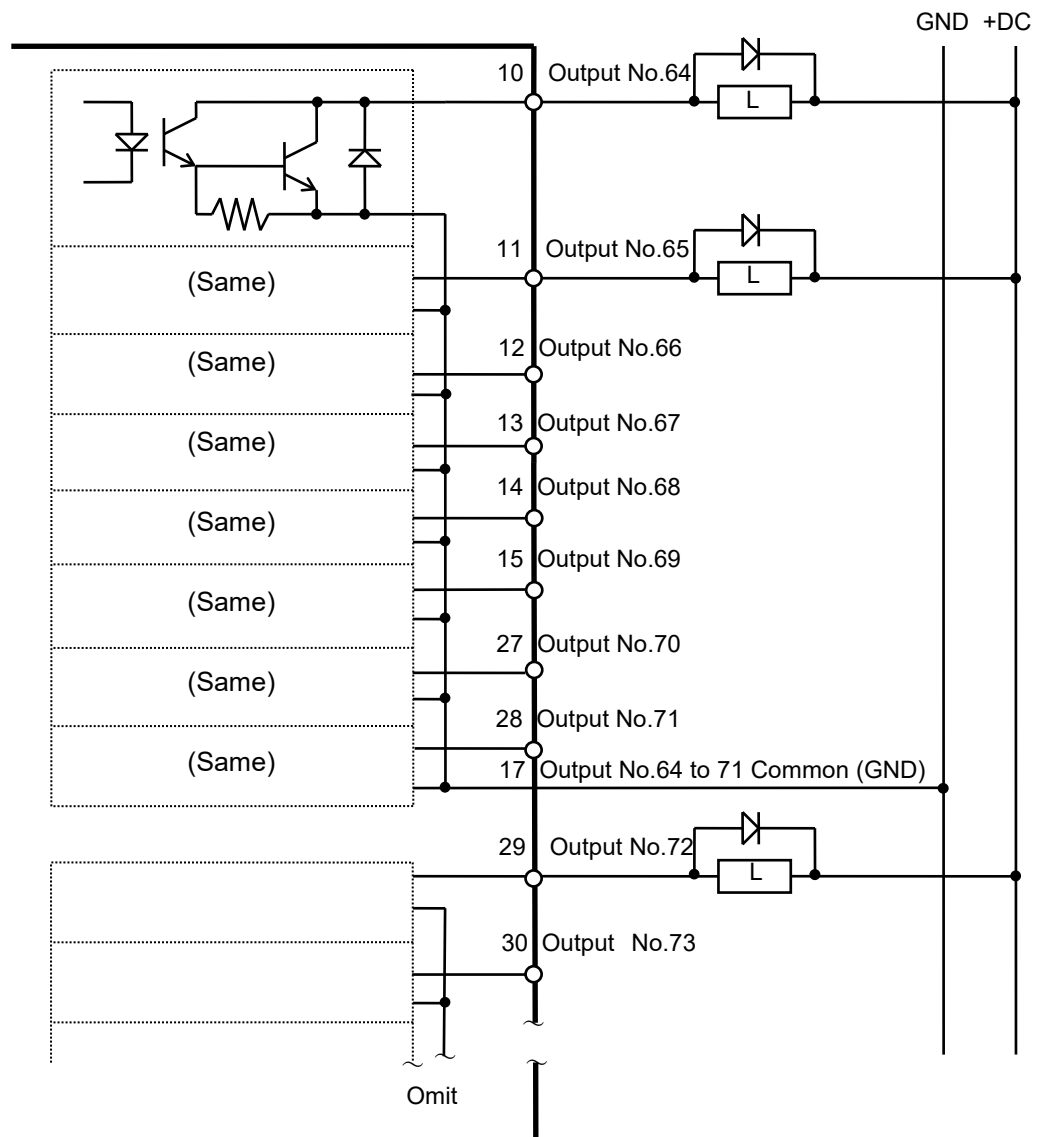 GND +DC
10 Output No.64
L
11 Output No.65
(Same)
L
12 Output No.66
(Same)
13 Output No.67
(Same)
14 Output No.68
(Same)
15 Output No.69
(Same)
27 Output No.70
(Same)
28 Output No.71
(Same)
17 Output No.64 to 71 Common (GND)
29 Output No.72
L
30 Output No.73
Omit